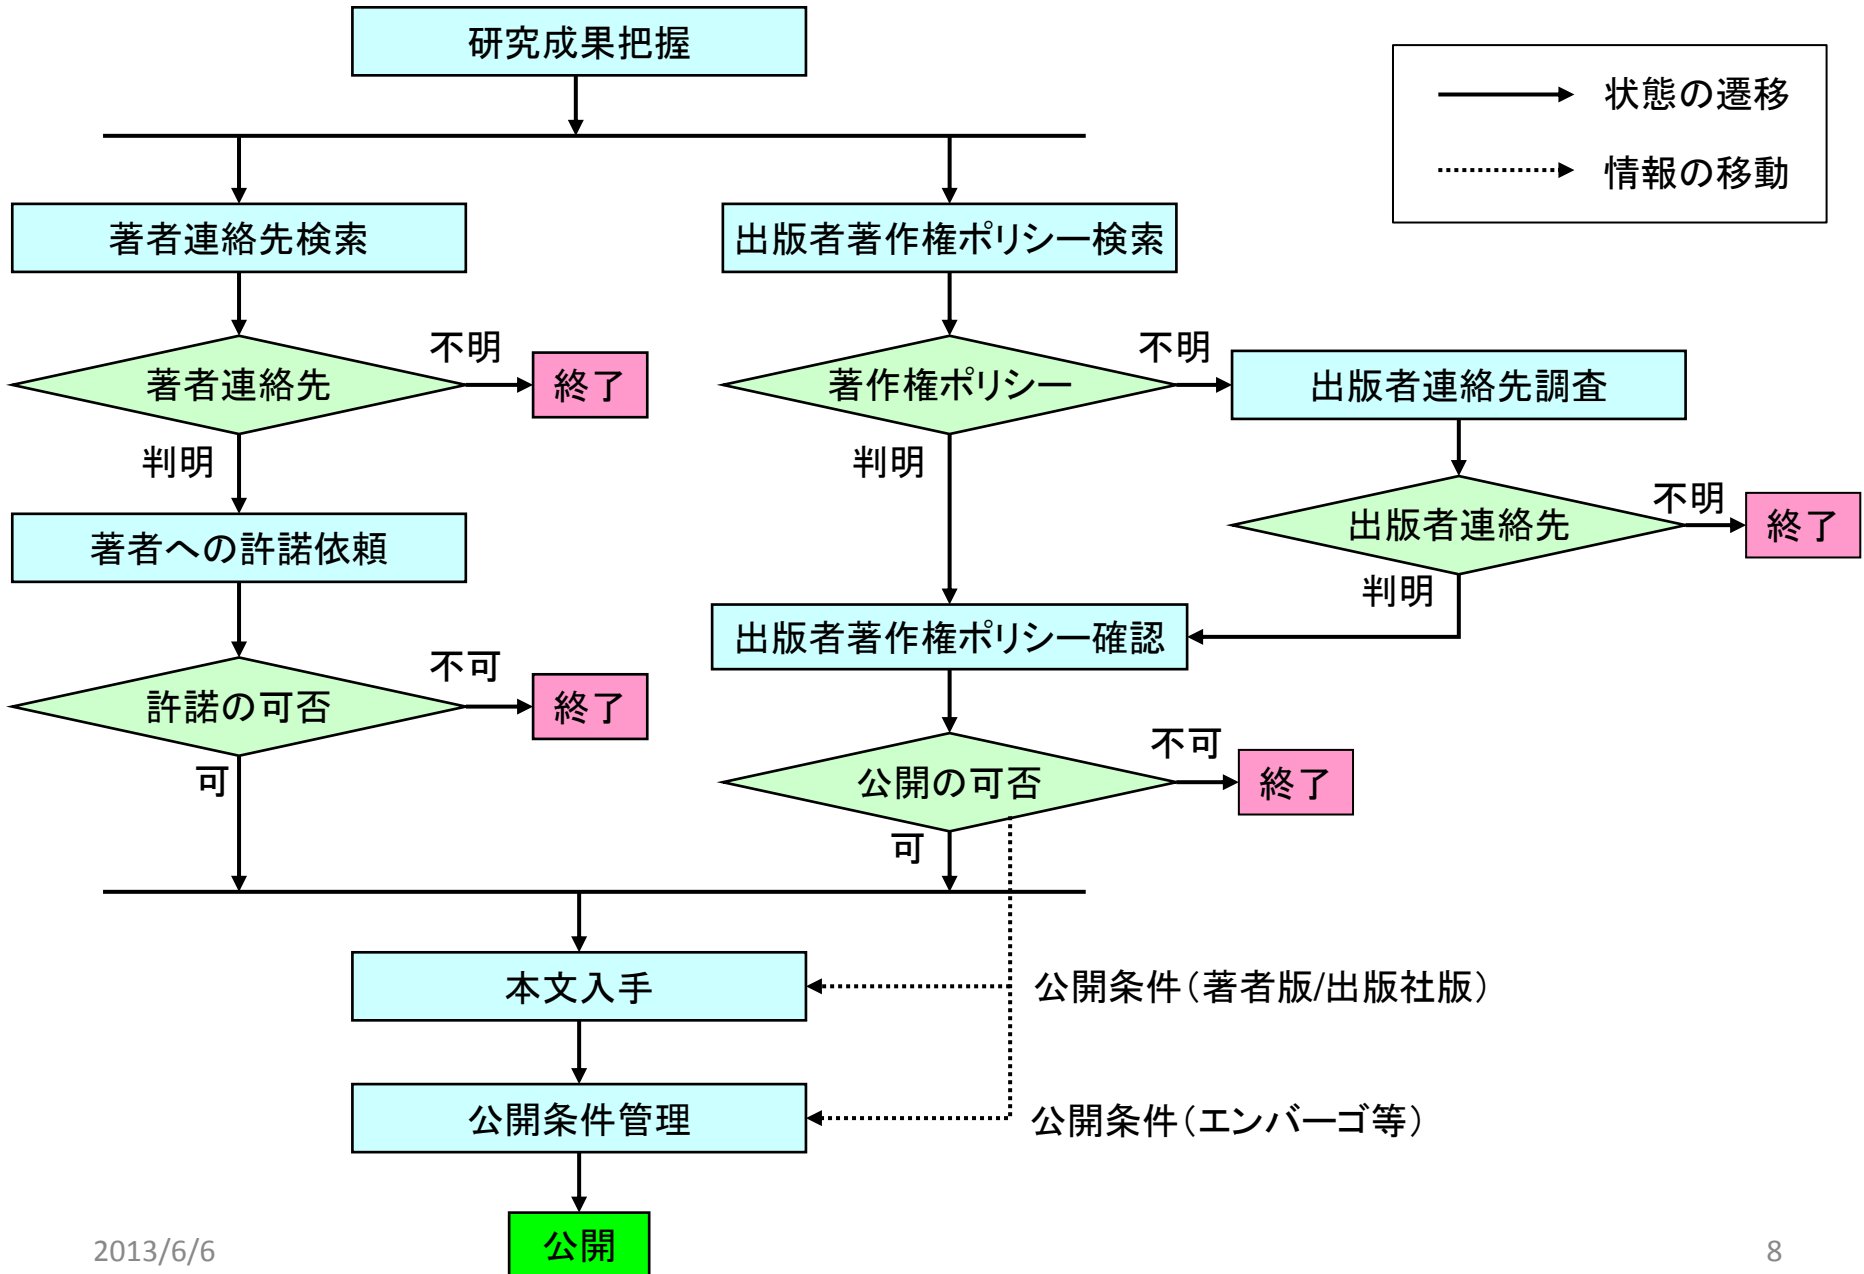 研究成果把握
状態の遷移
情報の移動
著者連絡先検索
出版者著作権ポリシー検索
著者連絡先
不明
終了
著作権ポリシー
不明
出版者連絡先調査
判明
判明
出版者連絡先
不明
終了
判明
著者への許諾依頼
出版者著作権ポリシー確認
許諾の可否
不可
終了
可
公開の可否
不可
終了
可
本文入手
公開条件（著者版/出版社版）
公開条件管理
公開条件（エンバーゴ等）
公開
2013/6/6
8